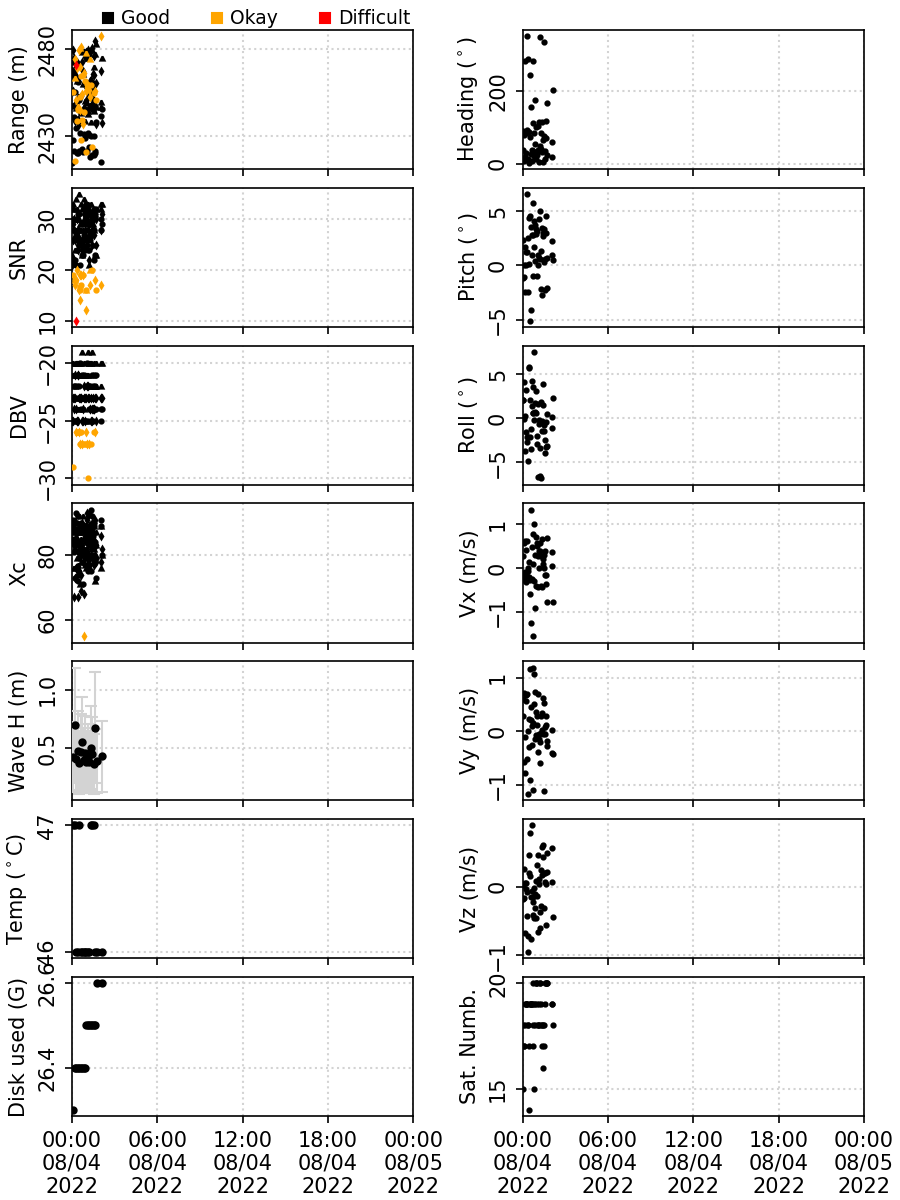 Good Okay Difficult
Range (m)
2480
2430
Heading (°)
200
0
SNR
30
20
10
Pitch (°)
5
0
−5
DBV
−20
−25
−30
Roll (°)
5
0
−5
Xc
80
60
Vx (m/s)
1
0
−1
Wave H (m)
1.0
0.5
Vy (m/s)
1
0
−1
Temp (°C)
47
46
Vz (m/s)
0
−1
Disk used (G)
26.6
26.4
Sat. Numb.
20
15
00:00 06:00 12:00 18:00 00:00
08/04 08/04 08/04 08/04 08/05
2022 2022 2022 2022 2022
00:00 06:00 12:00 18:00 00:00
08/04 08/04 08/04 08/04 08/05
2022 2022 2022 2022 2022